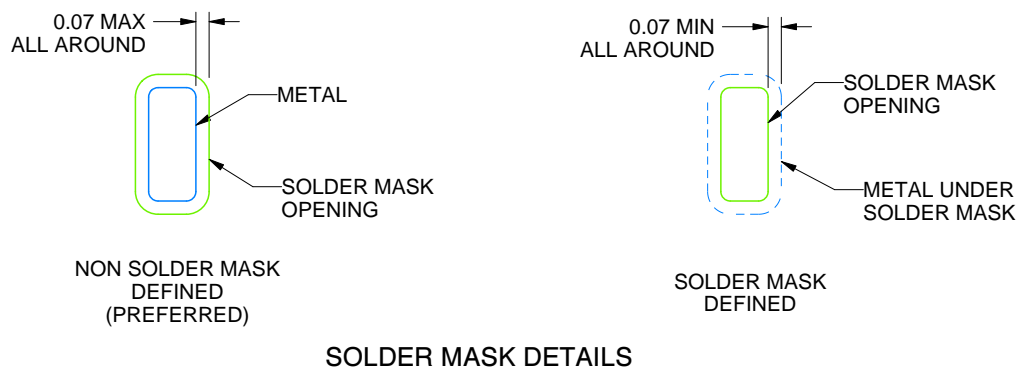 0.07 MAX
ALL AROUND
METAL
SOLDER MASK
OPENING
NON SOLDER MASK
DEFINED
(PREFERRED)
0.07 MIN
ALL AROUND
SOLDER MASK
OPENING
METAL UNDER
SOLDER MASK
SOLDER MASK
DEFINED
SOLDER MASK DETAILS